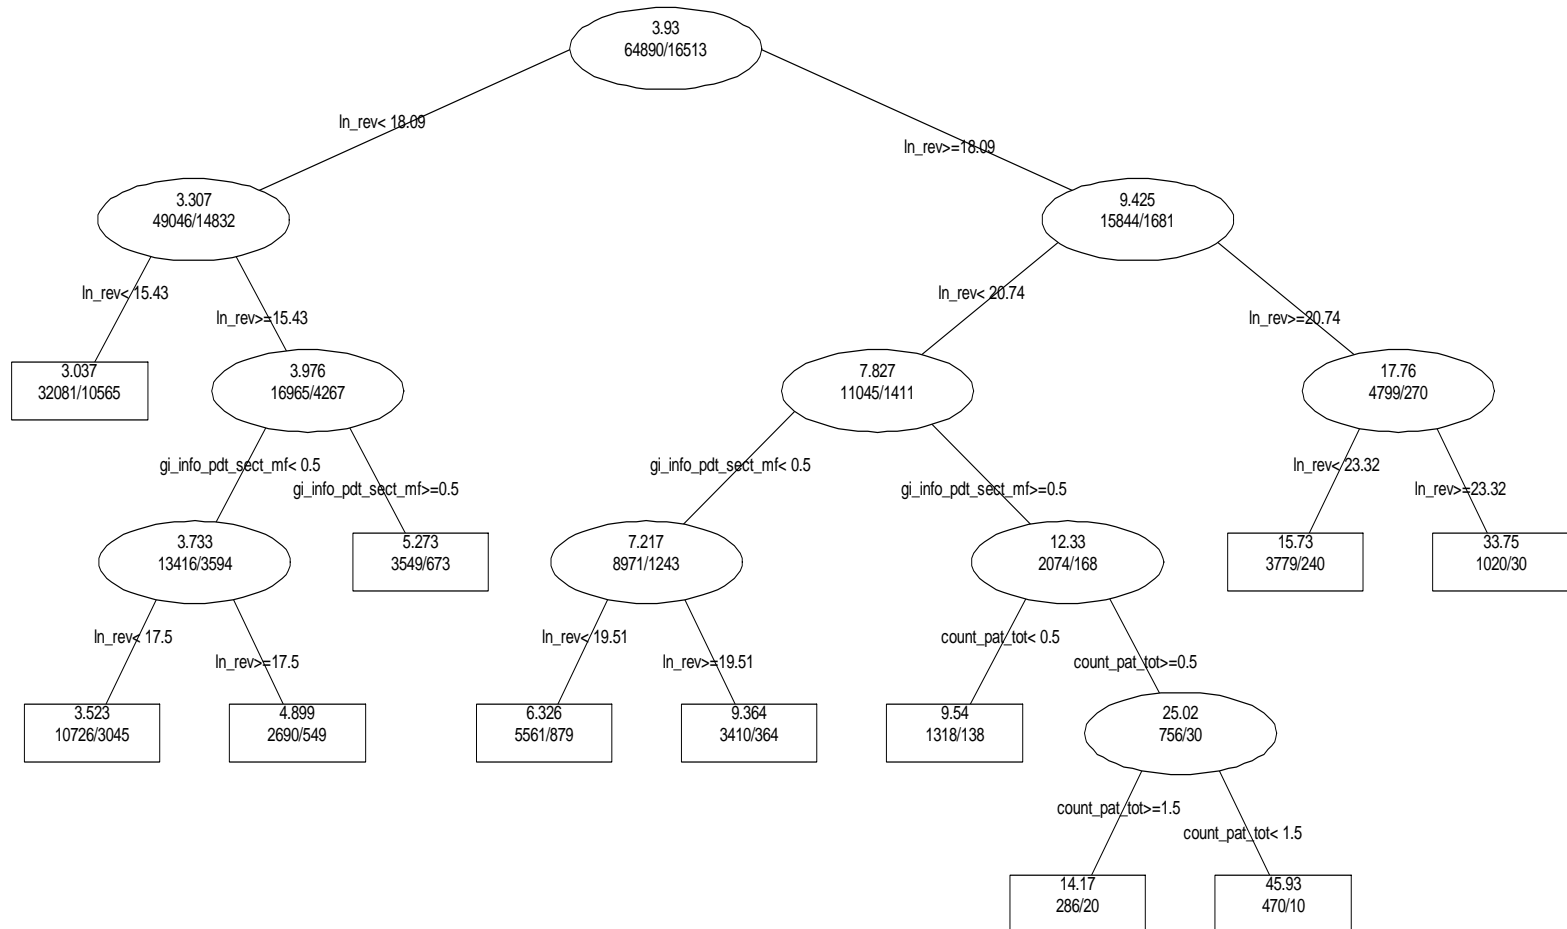 3.93
64890/16513
ln_rev< 18.09
ln_rev>=18.09
3.307
49046/14832
9.425
15844/1681
ln_rev< 15.43
ln_rev>=15.43
ln_rev< 20.74
ln_rev>=20.74
3.037
32081/10565
3.976
16965/4267
7.827
11045/1411
17.76
4799/270
gi_info_pdt_sect_mf< 0.5
gi_info_pdt_sect_mf>=0.5
gi_info_pdt_sect_mf< 0.5
gi_info_pdt_sect_mf>=0.5
ln_rev< 23.32
ln_rev>=23.32
3.733
13416/3594
5.273
3549/673
7.217
8971/1243
12.33
2074/168
15.73
3779/240
33.75
1020/30
ln_rev< 17.5
ln_rev>=17.5
ln_rev< 19.51
ln_rev>=19.51
count_pat_tot< 0.5
count_pat_tot>=0.5
3.523
10726/3045
4.899
2690/549
6.326
5561/879
9.364
3410/364
9.54
1318/138
25.02
756/30
count_pat_tot>=1.5
count_pat_tot< 1.5
14.17
286/20
45.93
470/10